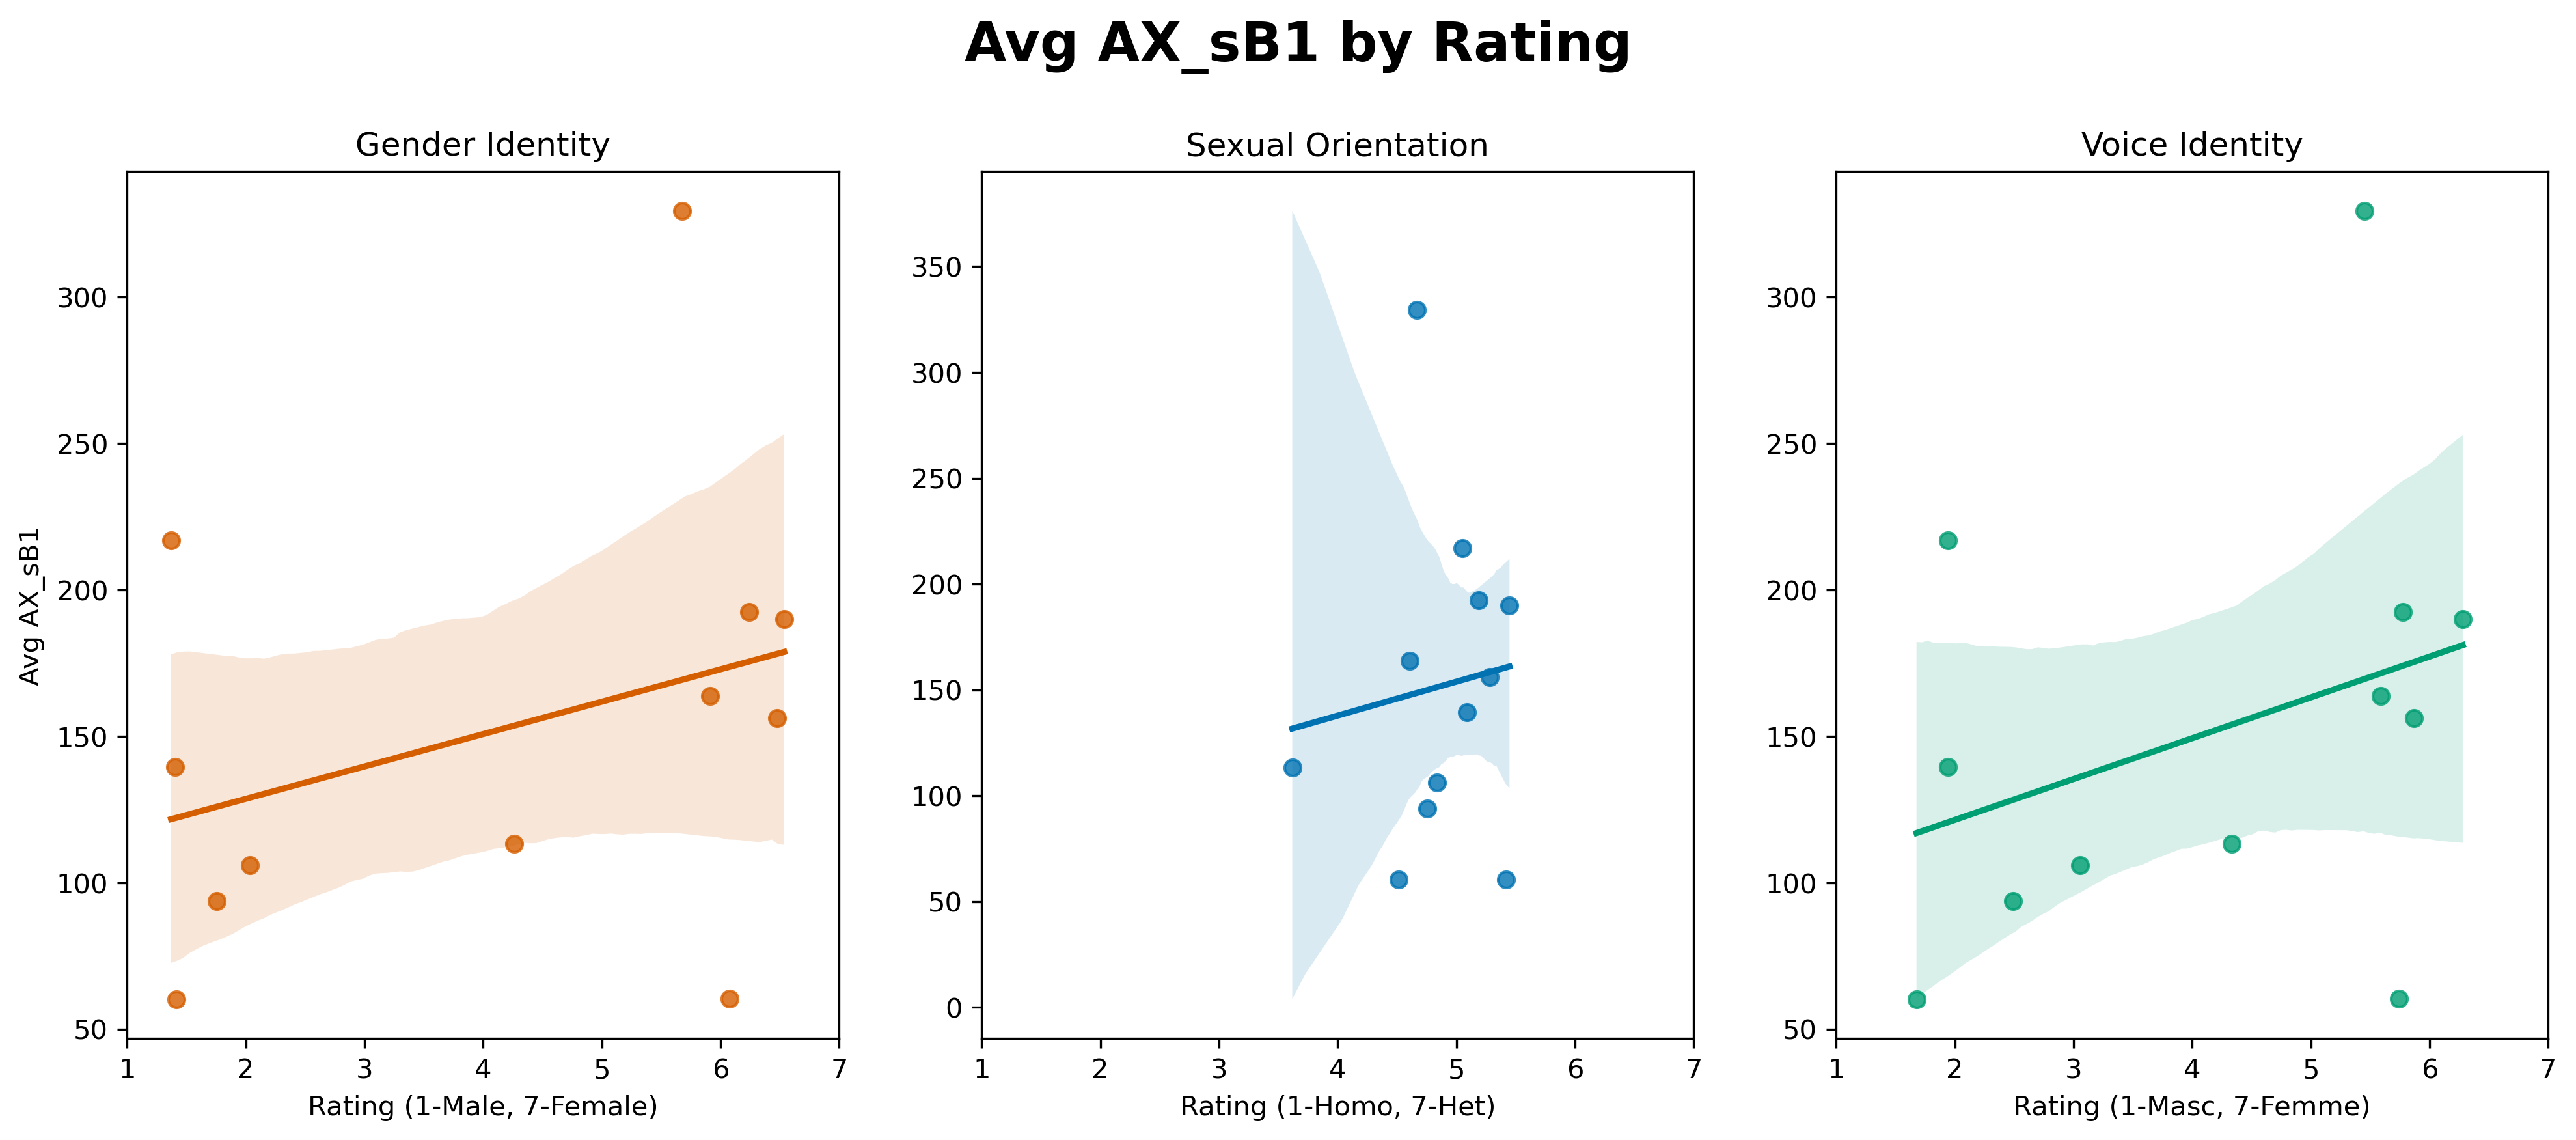 Avg AX_sB1 by Rating
Gender Identity
Sexual Orientation
Voice Identity
Avg AX_sB1
300
250
200
150
100
50
1 2 3 4 5 6 7
Rating (1-Male, 7-Female)
350
300
250
200
150
100
50
0
1 2 3 4 5 6 7
Rating (1-Homo, 7-Het)
300
250
200
150
100
50
1 2 3 4 5 6 7
Rating (1-Masc, 7-Femme)